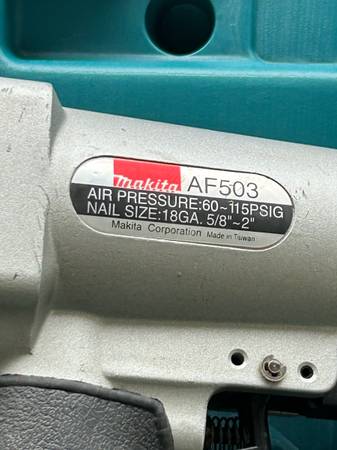 makita AF503
AIR PRESSURE:60~115PSIG
NAIL SIZE:18GA. 5/8"~2"
Makita Corporation Made in Taiwan